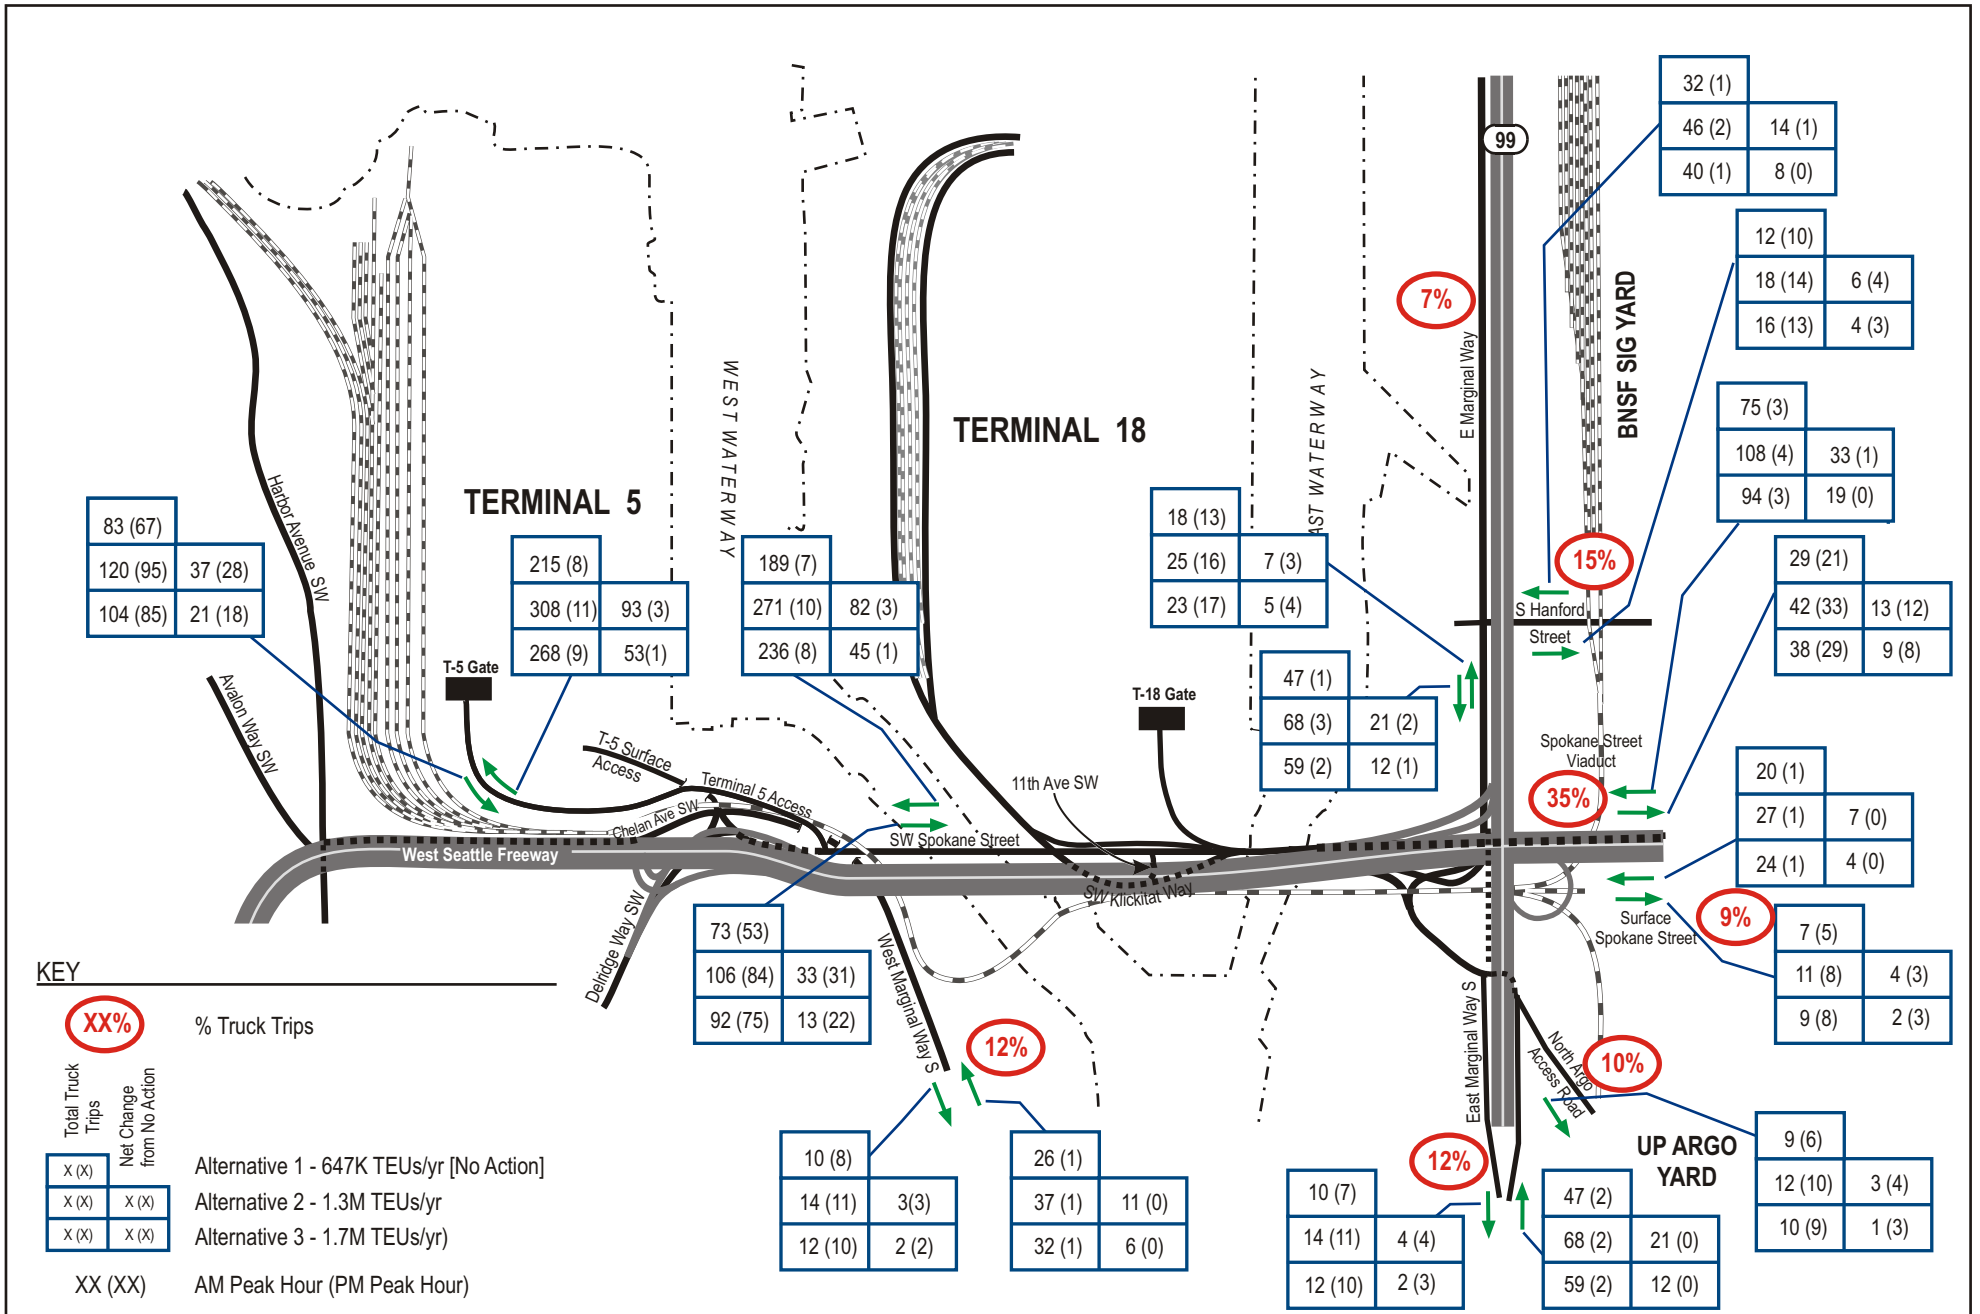 32 (1)
46 (2) 14 (1)
40 (1) 8 (0)
99
12 (10)
18 (14) 6 (4)
16 (13) 4 (3)
7%
E Marginal Way
BNSF SIG YARD
WEST WATERWAY
AST WATERWAY
TERMINAL 18
TERMINAL 5
Harbor Avenue SW
75 (3)
108 (4) 33 (1)
94 (3) 19 (0)
83 (67)
120 (95) 37 (28)
104 (85) 21 (18)
215 (8)
308 (11) 93 (3)
268 (9) 53(1)
189 (7)
271 (10) 82 (3)
236 (8) 45 (1)
18 (13)
25 (16) 7 (3)
23 (17) 5 (4)
15%
S Hanford
Street
29 (21)
42 (33) 13 (12)
38 (29) 9 (8)
T-5 Gate
T-18 Gate
47 (1)
68 (3) 21 (2)
59 (2) 12 (1)
Avalon Way SW
T-5 Surface
Access
Terminal 5 Access
Chelan Ave SW
11th Ave SW
SW Spokane Street
West Seattle Freeway
SW Klickitat Way
Spokane Street
Viaduct
35%
20 (1)
27 (1) 7 (0)
24 (1) 4 (0)
Surface
Spokane Street
9%
7 (5)
11 (8) 4 (3)
9 (8) 2 (3)
Delridge Way SW
73 (53)
106 (84) 33 (31)
92 (75) 13 (22)
West Marginal Way S
12%
East Marginal Way S
North Argo
Access Road
10%
UP ARGO
YARD
10 (8)
14 (11) 3(3)
12 (10) 2 (2)
26 (1)
37 (1) 11 (0)
32 (1) 6 (0)
12%
10 (7)
14 (11) 4 (4)
12 (10) 2 (3)
47 (2)
68 (2) 21 (0)
59 (2) 12 (0)
9 (6)
12 (10) 3 (4)
10 (9) 1 (3)
KEY
XX%
% Truck Trips
Total Truck
Trips
Net Change
from No Action
X (X)
Alternative 1 - 647K TEUs/yr [No Action]
X (X) X (X)
Alternative 2 - 1.3M TEUs/yr
X (X) X (X)
Alternative 3 - 1.7M TEUs/yr)
XX (XX) AM Peak Hour (PM Peak Hour)